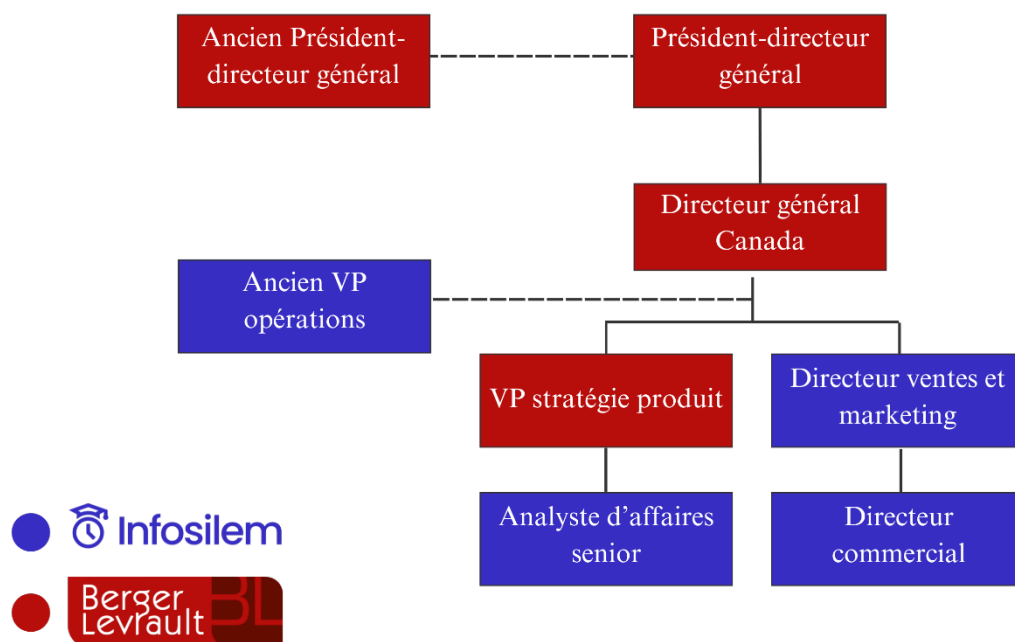 Ancien Président-
directeur général
Président-directeur
général
Directeur général
Canada
Ancien VP
opérations
VP stratégie produit
Directeur ventes et
marketing
Analyste d’affaires
senior
Directeur
commercial
Infosilem
Berger
Levrault
BL